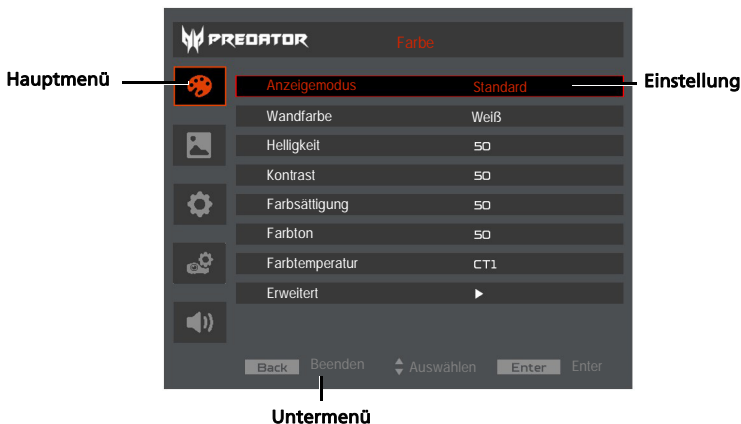 PREDATOR
Farbe
Hauptmenü
Anzeigemodus Standard
Einstellung
Wandfarbe Weiß
Helligkeit 50
Kontrast 50
Farbsättigung 50
Farbton 50
Farbtemperatur CT1
Erweitert
Back Beenden Auswählen Enter Enter
Untermenü